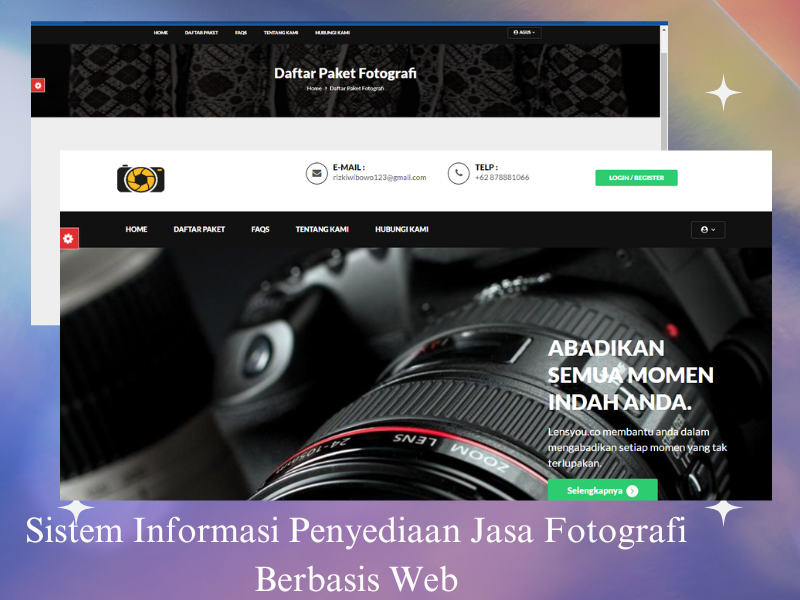 HOME DAFTAR PAKET FAQS TENTANG KAMI HUBUNGI KAMI AGUS
Daftar Paket Fotografi
Home > Daftar Paket Fotografi
E-MAIL :
rizkiwibowo123@gmail.com
TELP :
+62 878881066
LOGIN / REGISTER
HOME DAFTAR PAKET FAQS TENTANG KAMI HUBUNGI KAMI
ABADIKAN
SEMUA MOMEN
INDAH ANDA.
Lensyou.co membantu anda dalam
mengabadikan setiap momen yang tak
terlupakan.
Selengkapnya
ZOOM LENS 24-105mm
Sistem Informasi Penyediaan Jasa Fotografi
Berbasis Web